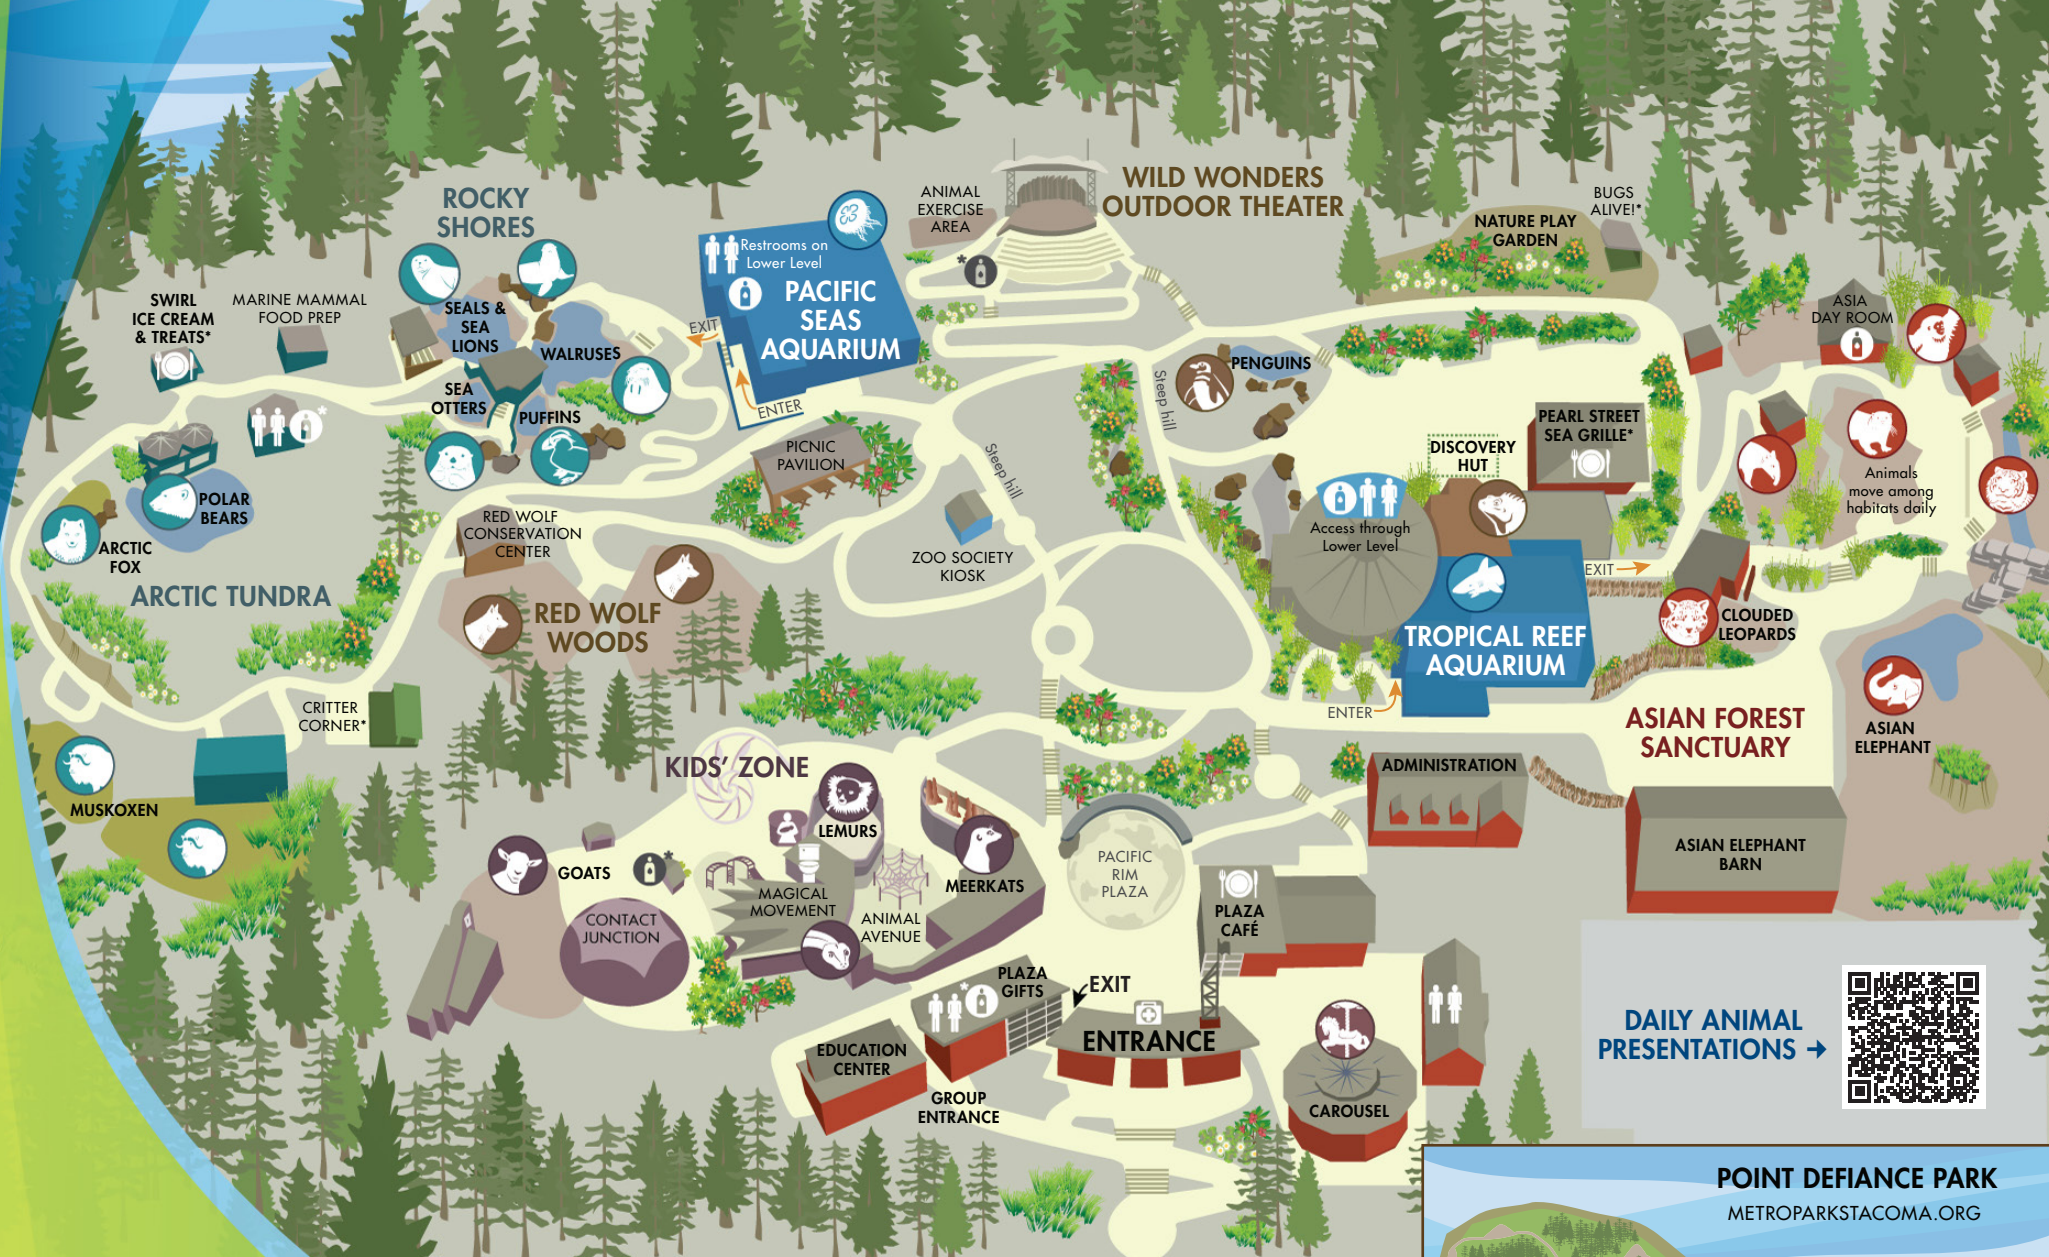 ROCKY
SHORES
SWIRL
ICE CREAM
& TREATS*
MARINE MAMMAL
FOOD PREP
SEALS &
SEA
LIONS
WALRUSES
SEA
OTTERS
PUFFINS
POLAR
BEARS
ARCTIC
FOX
ARCTIC TUNDRA
*
Restrooms on
Lower Level
PACIFIC
SEAS
AQUARIUM
EXIT
ENTER
ANIMAL
EXERCISE
AREA
*
WILD WONDERS
OUTDOOR THEATER
NATURE PLAY
GARDEN
BUGS
ALIVE!*
ASIA
DAY ROOM
PENGUINS
Steep hill
Steep hill
PICNIC
PAVILION
ZOO SOCIETY
KIOSK
RED WOLF
CONSERVATION
CENTER
RED WOLF
WOODS
PEARL STREET
SEA GRILLE*
DISCOVERY
HUT
Access through
Lower Level
Animals
move among
habitats daily
EXIT
CLOUDED
LEOPARDS
TROPICAL REEF
AQUARIUM
ENTER
ASIAN FOREST
SANCTUARY
ASIAN
ELEPHANT
CRITTER
CORNER*
MUSKOXEN
KIDS' ZONE
LEMURS
GOATS
*
MAGICAL
MOVEMENT
CONTACT
JUNCTION
ANIMAL
AVENUE
MEERKATS
PACIFIC
RIM
PLAZA
ADMINISTRATION
ASIAN ELEPHANT
BARN
PLAZA
CAFÉ
PLAZA
GIFTS
*
EXIT
ENTRANCE
EDUCATION
CENTER
GROUP
ENTRANCE
CAROUSEL
DAILY ANIMAL
PRESENTATIONS →
POINT DEFIANCE PARK
METROPARKSTACOMA.ORG